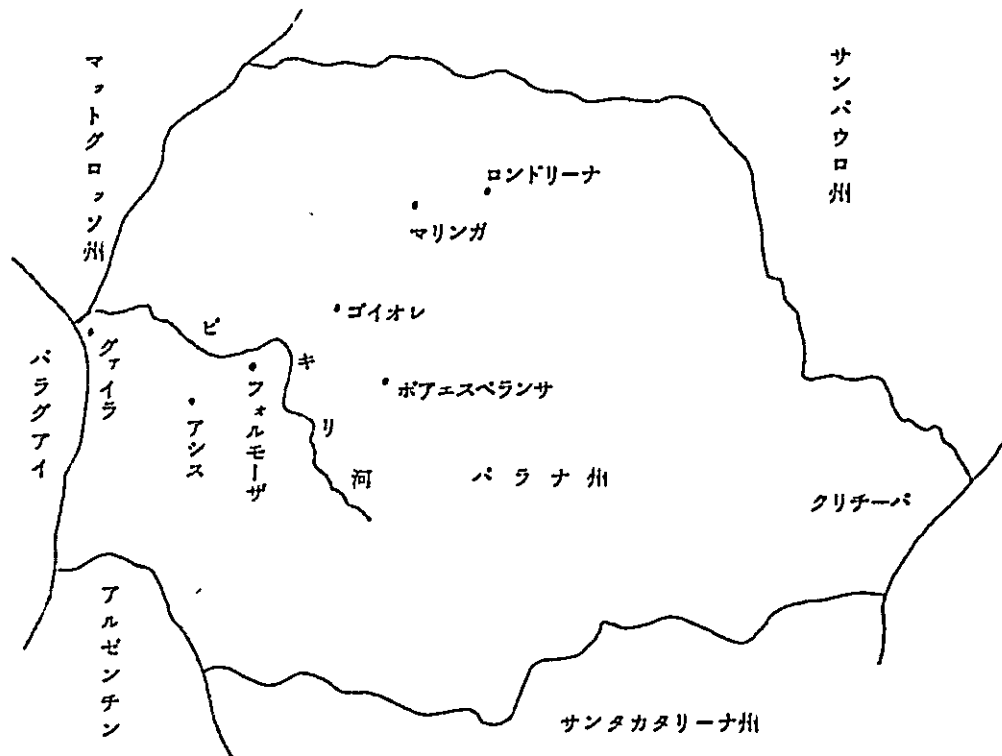 マットグロッソ州
サンパウロ州
ロンドリーナ
マリンガ
ゴイオレ
ピキリ河
グァイラ
フォルモーザ
ボアエスペランサ
アシス
パラグアイ
パラナ州
クリチーバ
アルゼンチン
サンタカタリーナ州